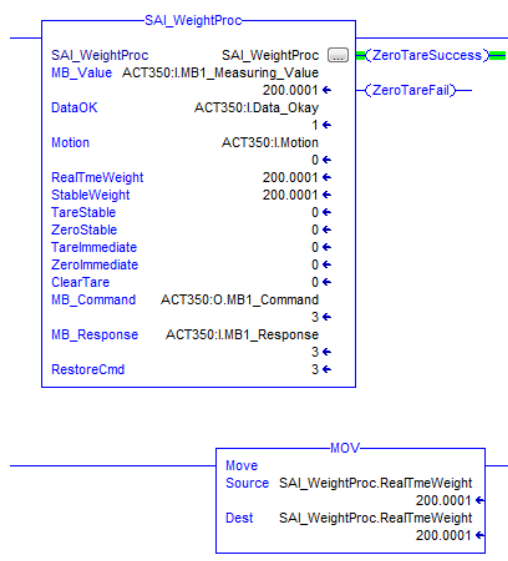 SAI_WeightProc
SAI_WeightProc SAI_WeightProc ... ZeroTareSuccess
MB_Value ACT350:I.MB1_Measuring_Value
200.0001 ZeroTareFail
DataOK ACT350:I.Data_Okay
1
Motion ACT350:I.Motion
0
RealTmeWeight 200.0001
StableWeight 200.0001
TareStable 0
ZeroStable 0
TareImmediate 0
ZeroImmediate 0
ClearTare 0
MB_Command ACT350:O.MB1_Command
3
MB_Response ACT350:I.MB1_Response
3
RestoreCmd 3
MOV
Move
Source SAI_WeightProc.RealTmeWeight
200.0001
Dest SAI_WeightProc.RealTmeWeight
200.0001